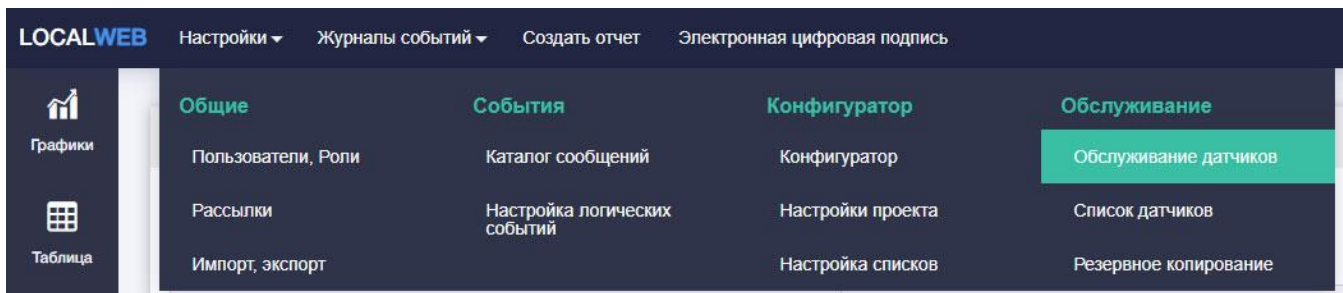 LOCALWEB Настройки Журналы событий Создать отчет Электронная цифровая подпись
Графики
Таблица
Общие
Пользователи, Роли
Рассылки
Импорт, экспорт
События
Каталог сообщений
Настройка логических
событий
Конфигуратор
Конфигуратор
Настройки проекта
Настройка списков
Обслуживание
Обслуживание датчиков
Список датчиков
Резервное копирование